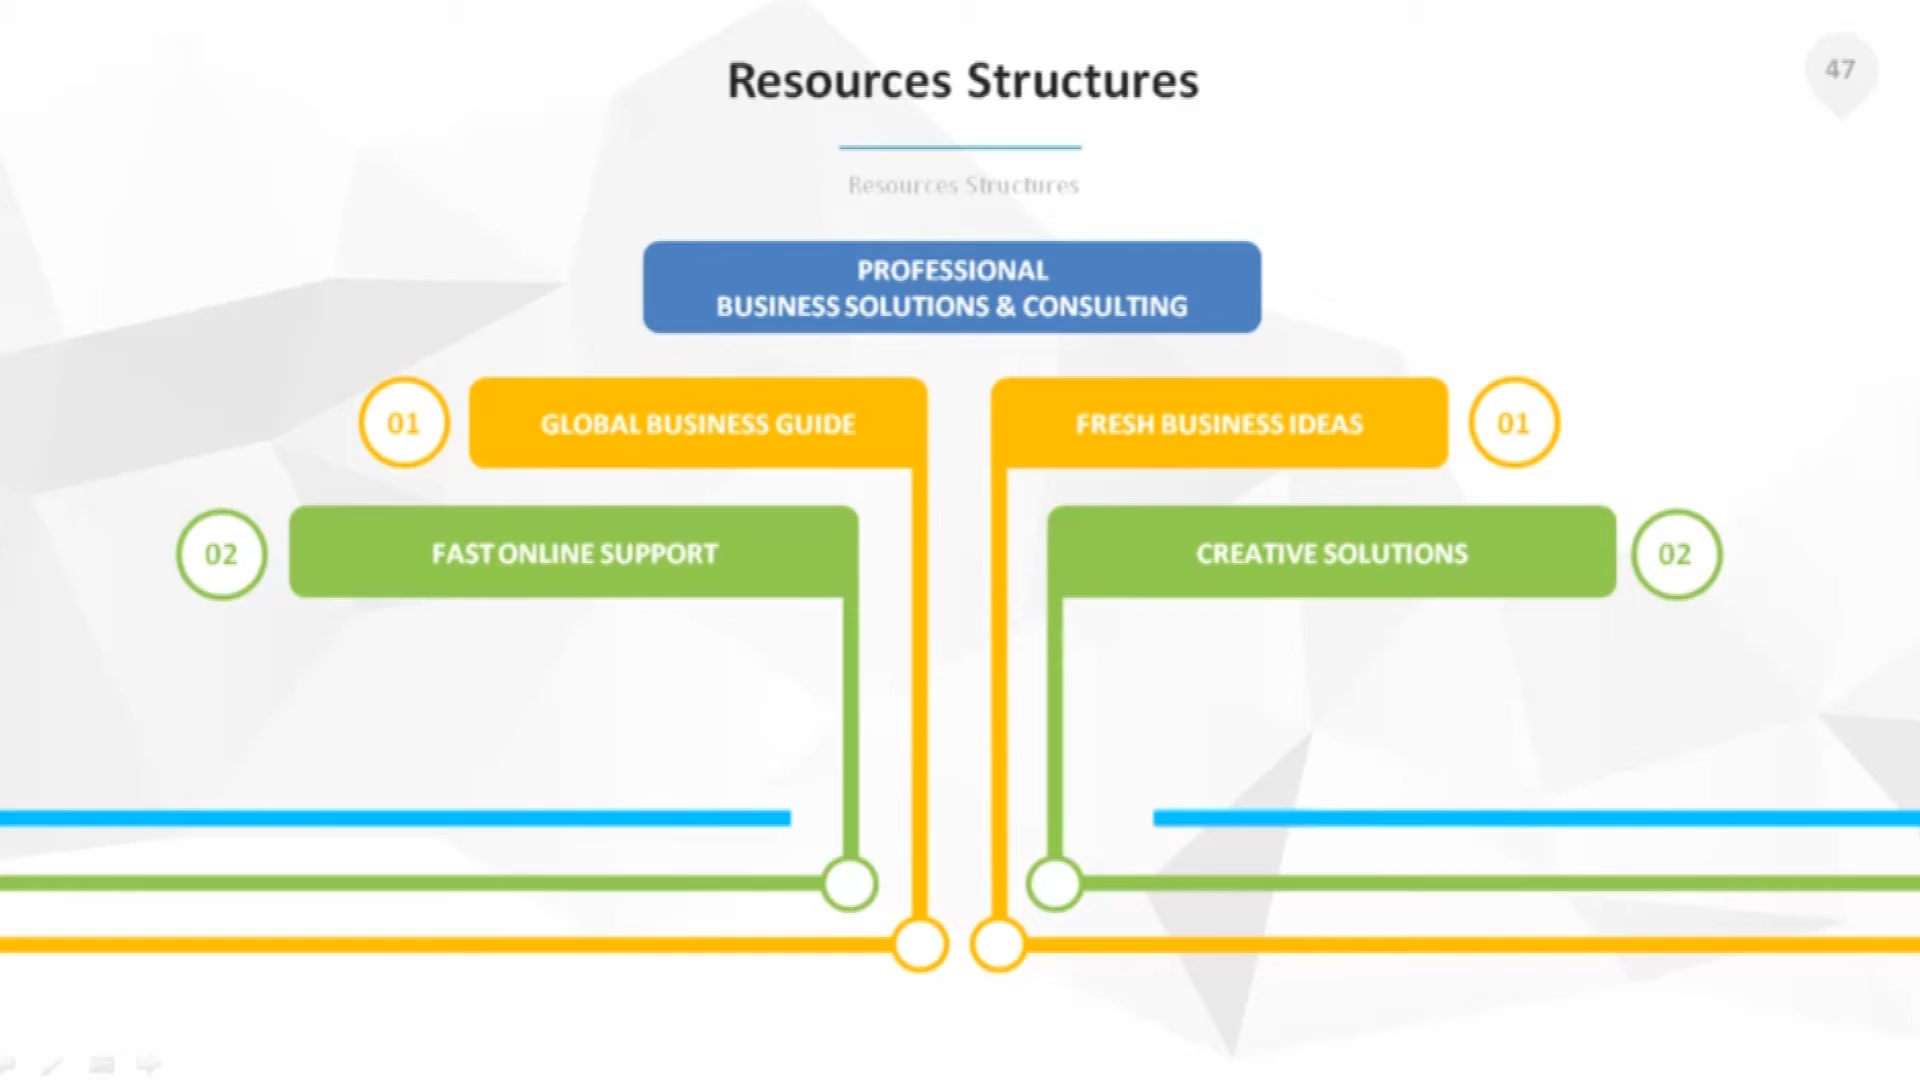 Resources Structures
47
Resources Structures
PROFESSIONAL
BUSINESS SOLUTIONS & CONSULTING
01
GLOBAL BUSINESS GUIDE
FRESH BUSINESS IDEAS
01
02
FAST ONLINE SUPPORT
CREATIVE SOLUTIONS
02